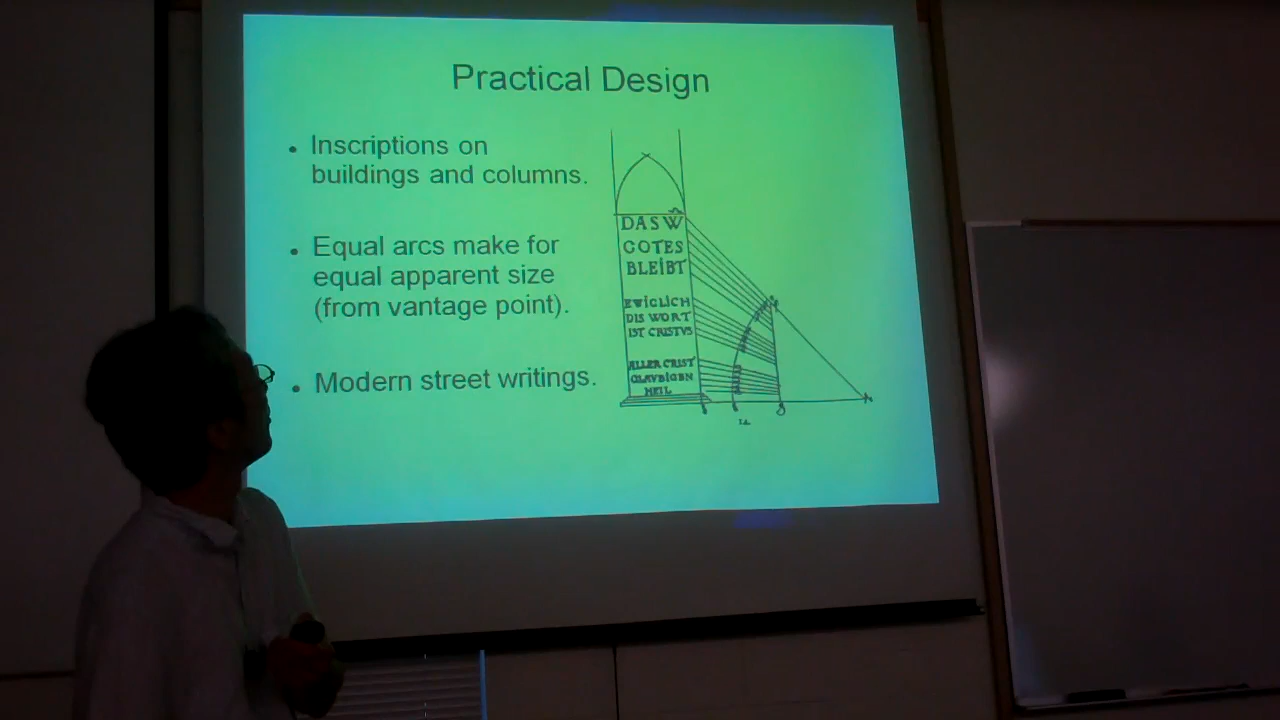 Practical Design
Inscriptions on
buildings and columns.
Equal arcs make for
equal apparent size
(from vantage point).
Modern street writings.
DAS W
GOTES
BLEIBT
EWIGLICH
DIS WORT
IST CRISTVS
ALLER CRIST
GLAVBIGEN
HEIL